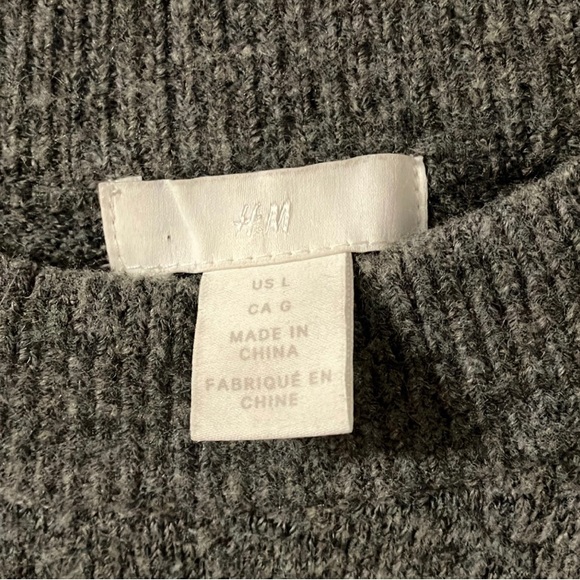 H&M
US L
CA G
MADE IN
CHINA
FABRIQUÉ EN
CHINE